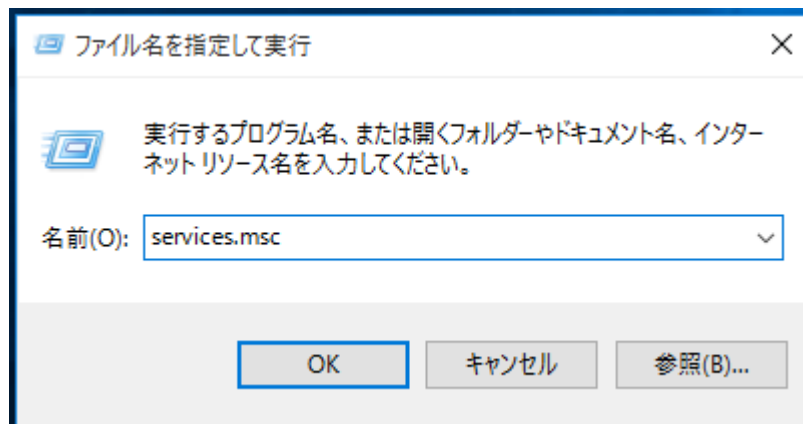 ファイル名を指定して実行
実行するプログラム名、または開くフォルダーやドキュメント名、インター
ネット リソース名を入力してください。
名前(O): services.msc
OK キャンセル 参照(B)...